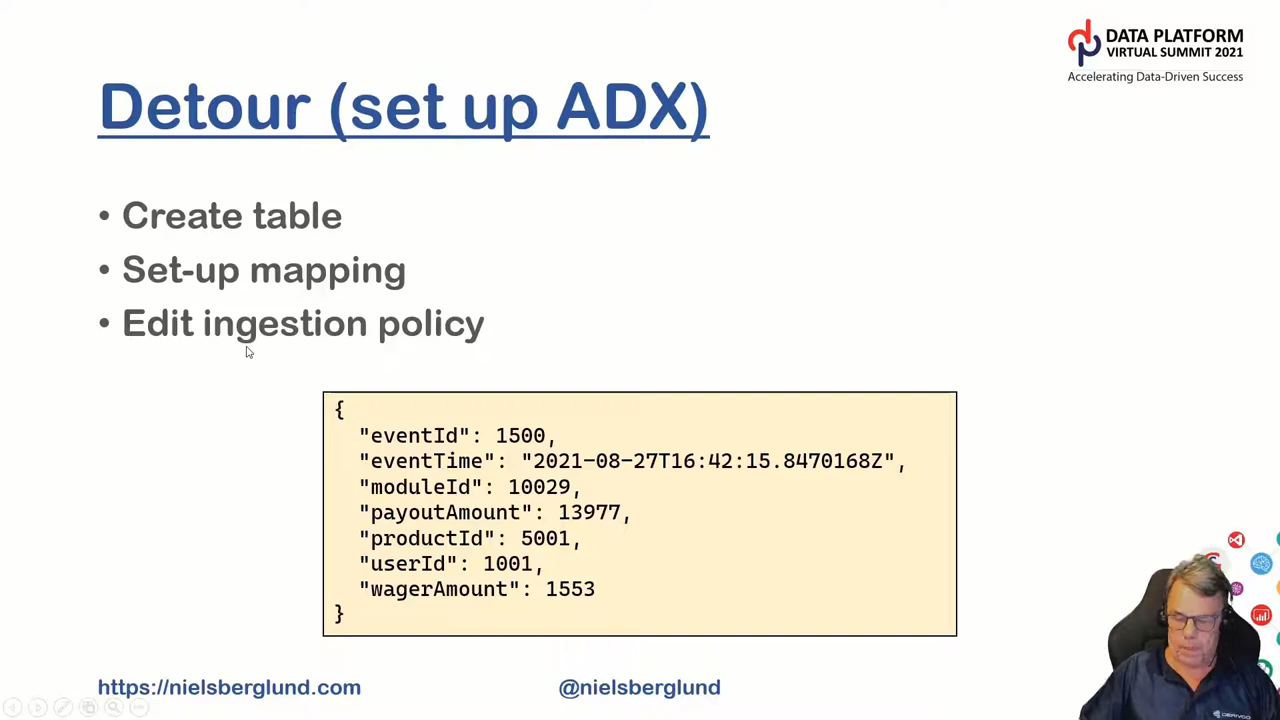 DATA PLATFORM
VIRTUAL SUMMIT 2021
Accelerating Data-Driven Success
Detour (set up ADX)
• Create table
• Set-up mapping
• Edit ingestion policy
{
"eventId": 1500,
"eventTime": "2021-08-27T16:42:15.8470168Z",
"moduleId": 10029,
"payoutAmount": 13977,
"productId": 5001,
"userId": 1001,
"wagerAmount": 1553
}
https://nielsberglund.com
@nielsberglund
DERIVCO